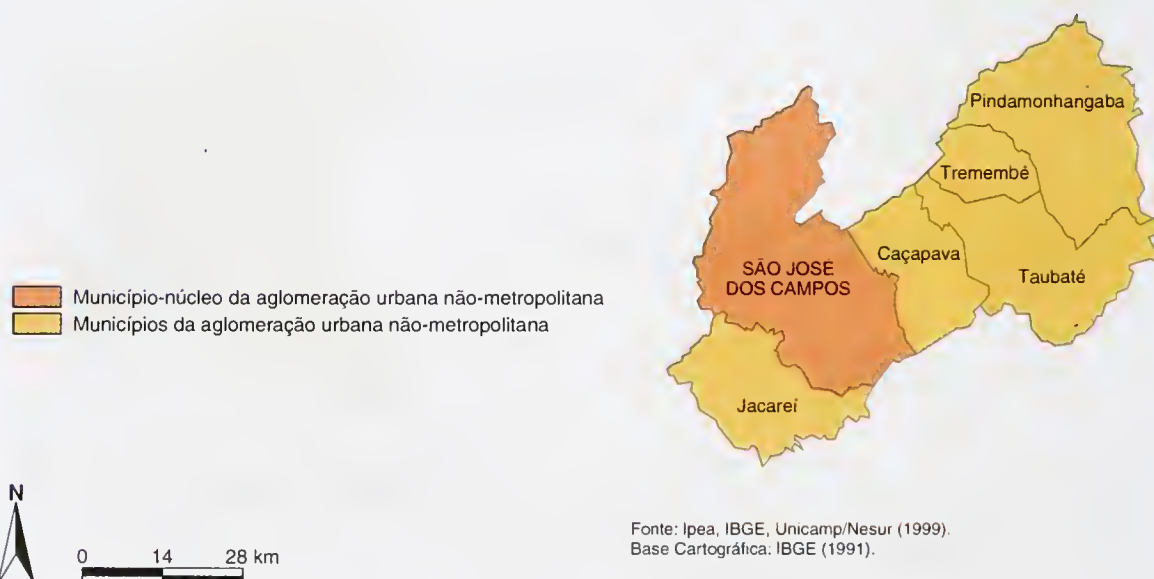 Pindamonhangaba
Tremembé
Caçapava
Taubaté
SÃO JOSÉ
DOS CAMPOS
Jacareí
Município-núcleo da aglomeração urbana não-metropolitana
Municípios da aglomeração urbana não-metropolitana
N
0 14 28 km
Fonte: Ipea, IBGE, Unicamp/Nesur (1999).
Base Cartográfica: IBGE (1991).